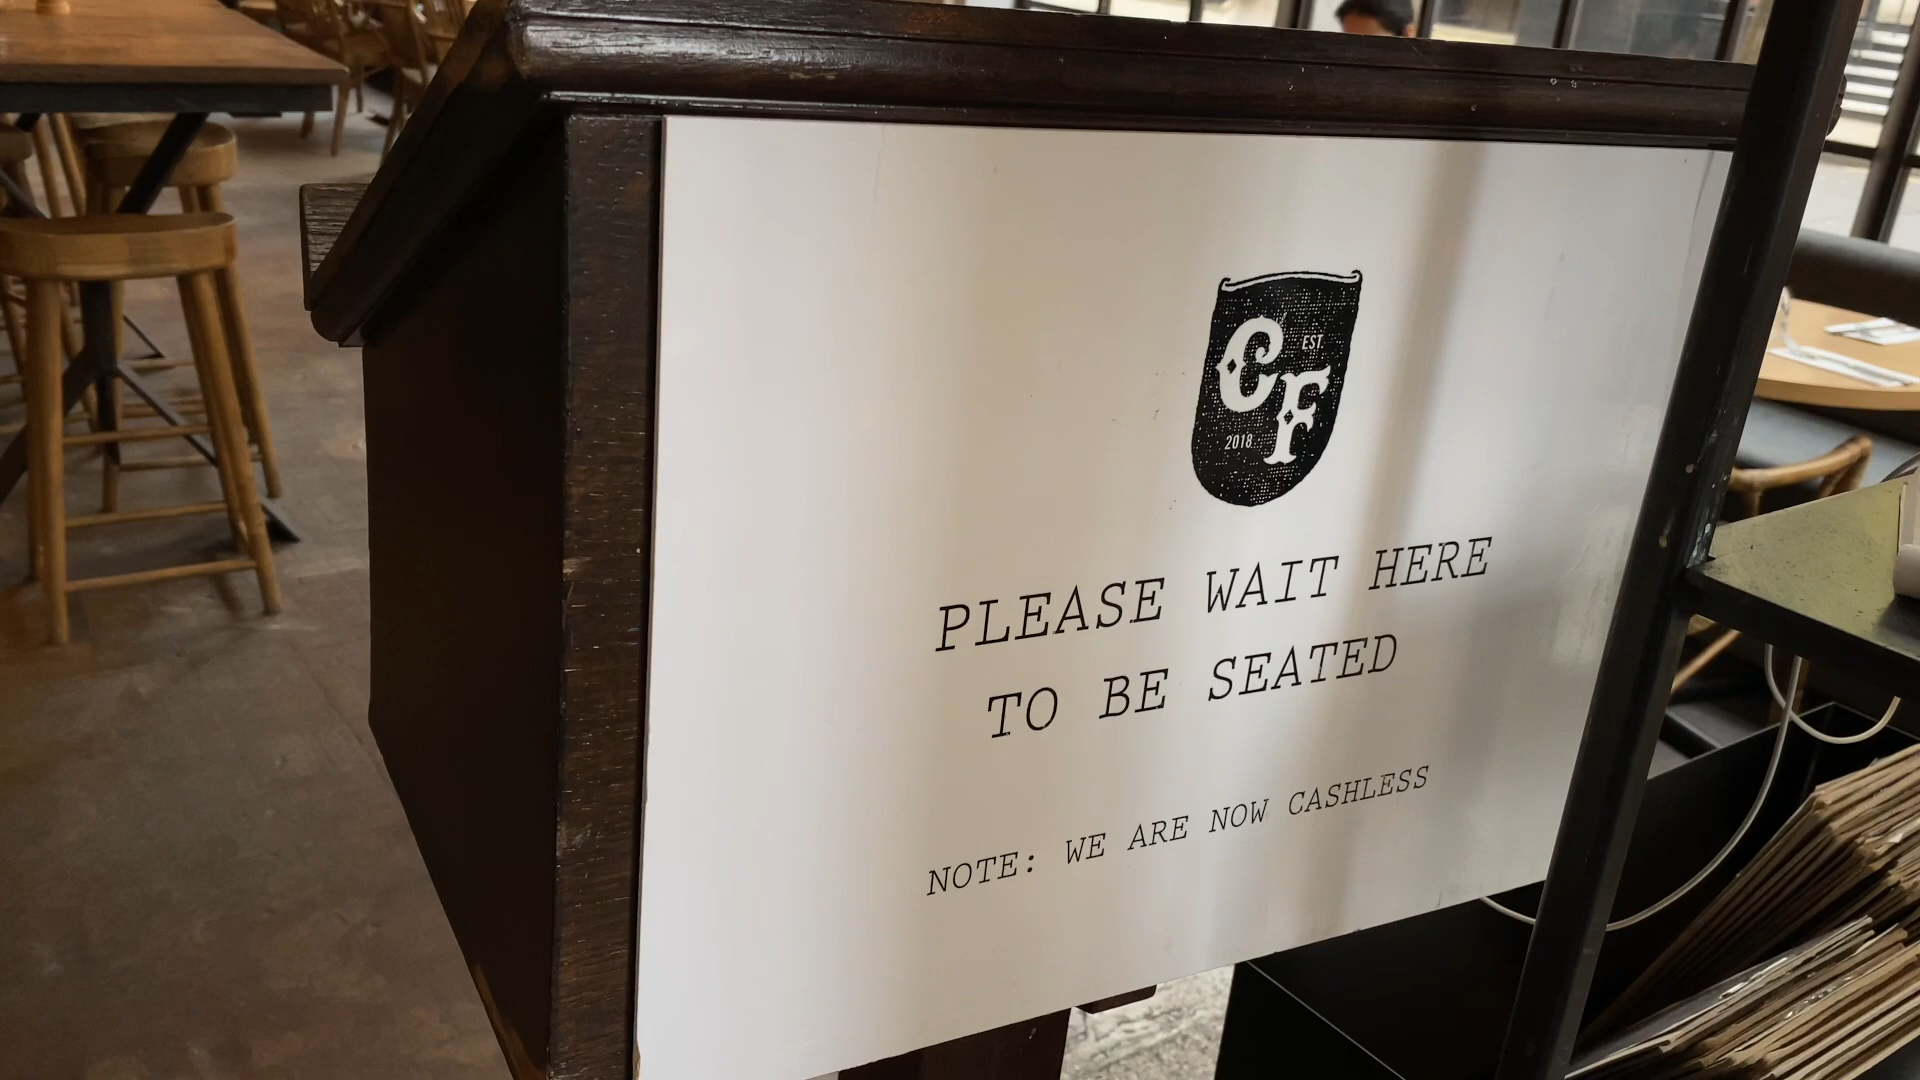 CF
EST.
2018
PLEASE WAIT HERE
TO BE SEATED
NOTE: WE ARE NOW CASHLESS